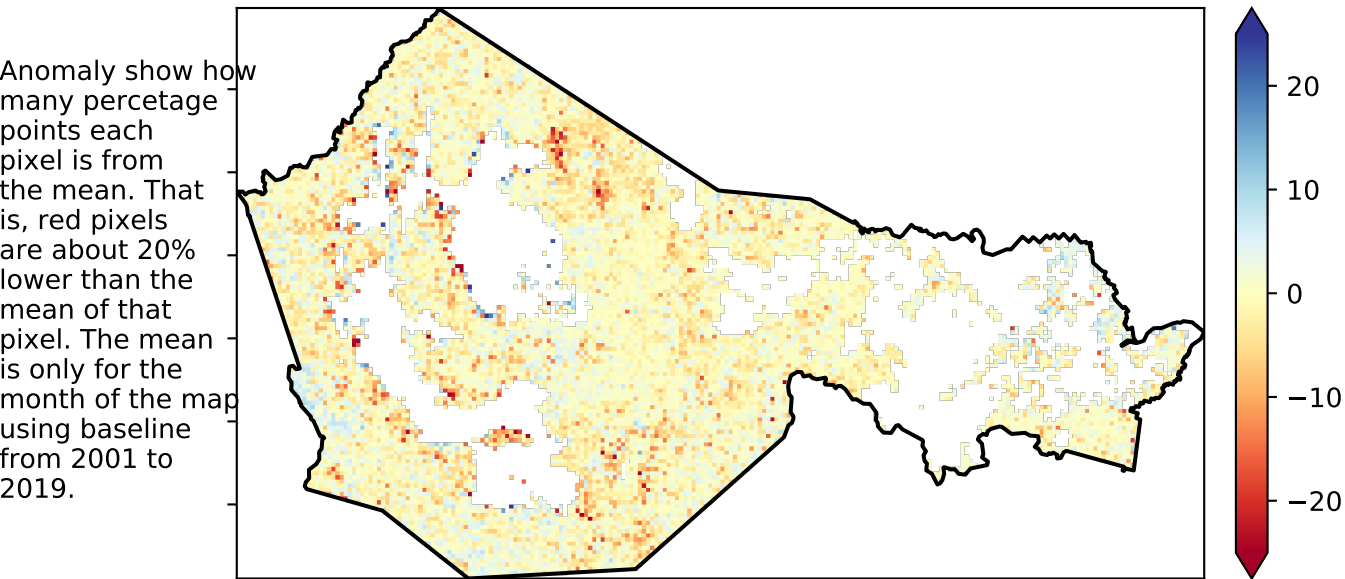 Anomaly show how
many percetage
points each
pixel is from
the mean. That
is, red pixels
are about 20%
lower than the
mean of that
pixel. The mean
is only for the
month of the map
using baseline
from 2001 to
2019.
20
10
0
−10
−20